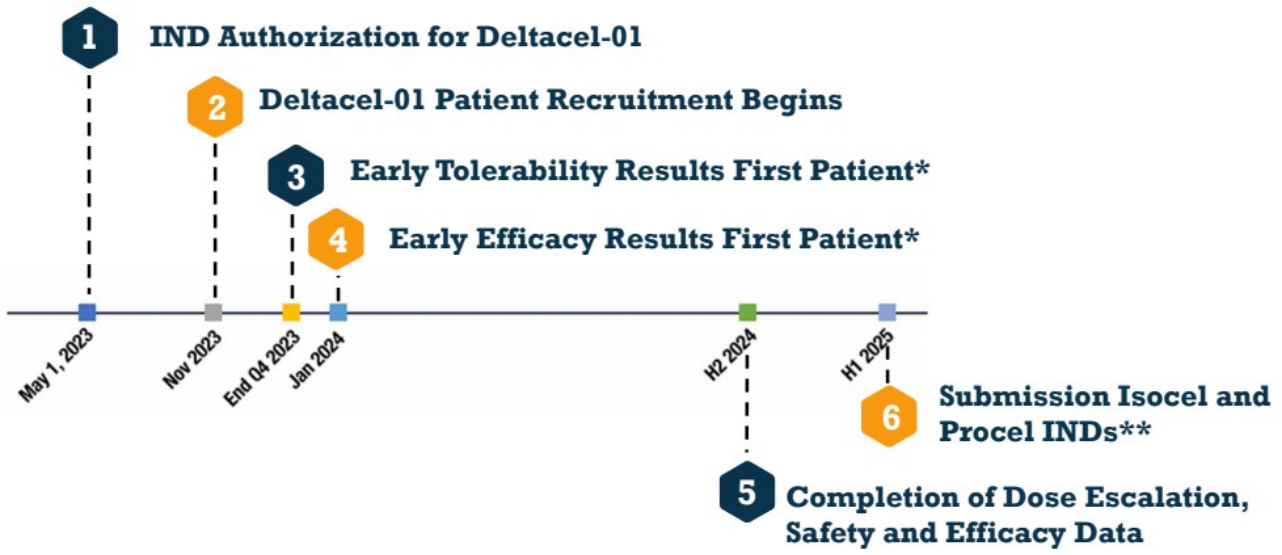 1 IND Authorization for Deltacel-01
2 Deltacel-01 Patient Recruitment Begins
3 Early Tolerability Results First Patient*
4 Early Efficacy Results First Patient*
May 1, 2023
Nov 2023
End Q4 2023
Jan 2024
H2 2024
H1 2025
6 Submission Isocel and
Procel INDs**
5 Completion of Dose Escalation,
Safety and Efficacy Data